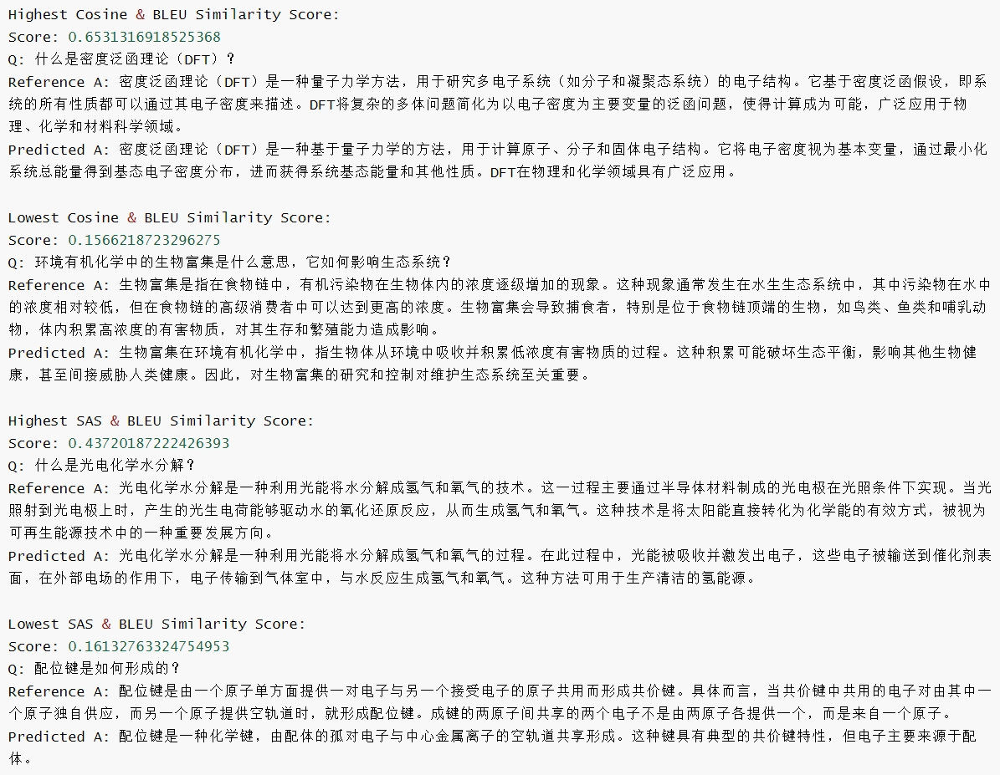 Highest Cosine & BLEU Similarity Score:
Score: 0.6531316918525368
Q: 什么是密度泛函理论（DFT）？
Reference A: 密度泛函理论（DFT）是一种量子力学方法，用于研究多电子系统（如分子和凝聚态系统）的电子结构。它基于密度泛函假设，即系
统的所有性质都可以通过其电子密度来描述。DFT将复杂的多体问题简化为以电子密度为主要变量的泛函问题，使得计算成为可能，广泛应用于物
理、化学和材料科学领域。
Predicted A: 密度泛函理论（DFT）是一种基于量子力学的方法，用于计算原子、分子和固体电子结构。它将电子密度视为基本变量，通过最小化
系统总能量得到基态电子密度分布，进而获得系统基态能量和其他性质。DFT在物理和化学领域具有广泛应用。
Lowest Cosine & BLEU Similarity Score:
Score: 0.1566218723296275
Q: 环境有机化学中的生物富集是什么意思，它如何影响生态系统？
Reference A: 生物富集是指在食物链中，有机污染物在生物体内的浓度逐级增加的现象。这种现象通常发生在水生生态系统中，其中污染物在水中
的浓度相对较低，但在食物链的高级消费者中可以达到更高的浓度。生物富集会导致捕食者，特别是位于食物链顶端的生物，如鸟类、鱼类和哺乳动
物，体内积累高浓度的有害物质，对其生存和繁殖能力造成影响。
Predicted A: 生物富集在环境有机化学中，指生物体从环境中吸收并积累低浓度有害物质的过程。这种积累可能破坏生态平衡，影响其他生物健
康，甚至间接威胁人类健康。因此，对生物富集的研究和控制对维护生态系统至关重要。
Highest SAS & BLEU Similarity Score:
Score: 0.43720187222426393
Q: 什么是光电化学水分解？
Reference A: 光电化学水分解是一种利用光能将水分解成氢气和氧气的技术。这一过程主要通过半导体材料制成的光电极在光照条件下实现。当光
照射到光电极上时，产生的光生电荷能够驱动水的氧化还原反应，从而生成氢气和氧气。这种技术是将太阳能直接转化为化学能的有效方式，被视为
可再生能源技术中的一种重要发展方向。
Predicted A: 光电化学水分解是一种利用光能将水分解成氢气和氧气的过程。在此过程中，光能被吸收并激发出电子，这些电子被输送到催化剂表
面，在外部电场的作用下，电子传输到气体室中，与水反应生成氢气和氧气。这种方法可用于生产清洁的氢能源。
Lowest SAS & BLEU Similarity Score:
Score: 0.16132763324754953
Q: 配位键是如何形成的？
Reference A: 配位键是由一个原子单方面提供一对电子与另一个接受电子的原子共用而形成共价键。具体而言，当共价键中共用的电子对由其中一
个原子独自供应，而另一个原子提供空轨道时，就形成配位键。成键的两原子间共享的两个电子不是由两原子各提供一个，而是来自一个原子。
Predicted A: 配位键是一种化学键，由配体的孤对电子与中心金属离子的空轨道共享形成。这种键具有典型的共价键特性，但电子主要来源于配
体。